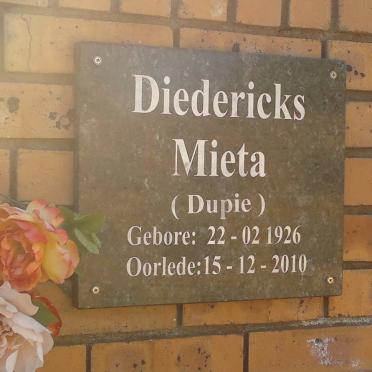 Diedericks
Mieta
( Dupie )
Gebore: 22 - 02 1926
Oorlede:15 - 12 - 2010